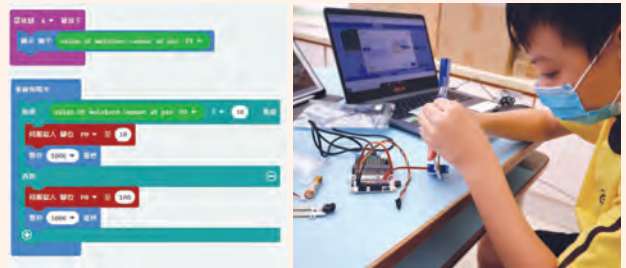 當按鈕 A ▾ 被按下
顯示 數字 value of moisture sensor at pin P1 ▾
重複無限次
如果 value of moisture sensor at pin P1 ▾ < ▾ 10 那麼
伺服寫入 腳位 P0 ▾ 至 10
暫停 1000 ▾ 毫秒
否則
伺服寫入 腳位 P0 ▾ 至 100
暫停 1000 ▾ 毫秒